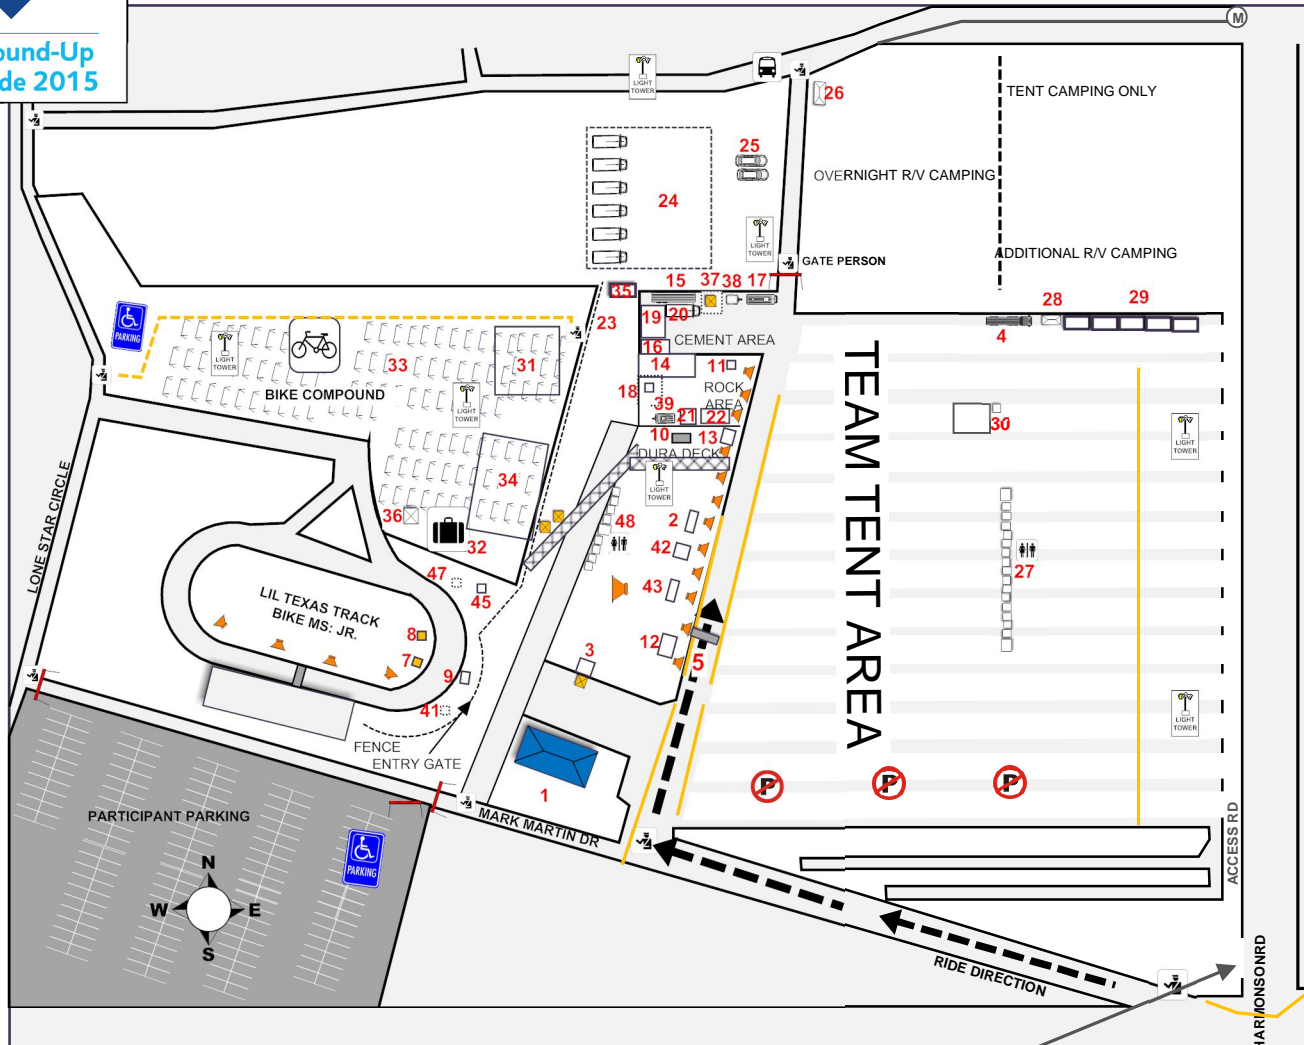 ound-Up
de 2015
M
LIGHT
TOWER
26
TENT CAMPING ONLY
25
OVERNIGHT R/V CAMPING
24
LIGHT
TOWER
ADDITIONAL R/V CAMPING
GATE PERSON
15 37 38 17
35
28 29
23
19 20
4
PARKING
CEMENT AREA
16
LIGHT
TOWER
33
31
14
11
BIKE COMPOUND
18
ROCK
AREA
LIGHT
TOWER
39
21 22
30
10
13
DURA DECK
LIGHT
TOWER
LIGHT
TOWER
34
TEAM TENT AREA
36
48
2
32
42
27
47
45
43
LONE STAR CIRCLE
LIL TEXAS TRACK
BIKE MS: JR.
8
7
12
3
5
9
41
LIGHT
TOWER
FENCE
ENTRY GATE
P
P
P
1
PARTICIPANT PARKING
MARK MARTIN DR
PARKING
ACCESS RD
N
W E
S
RIDE DIRECTION
HARMONSONRD